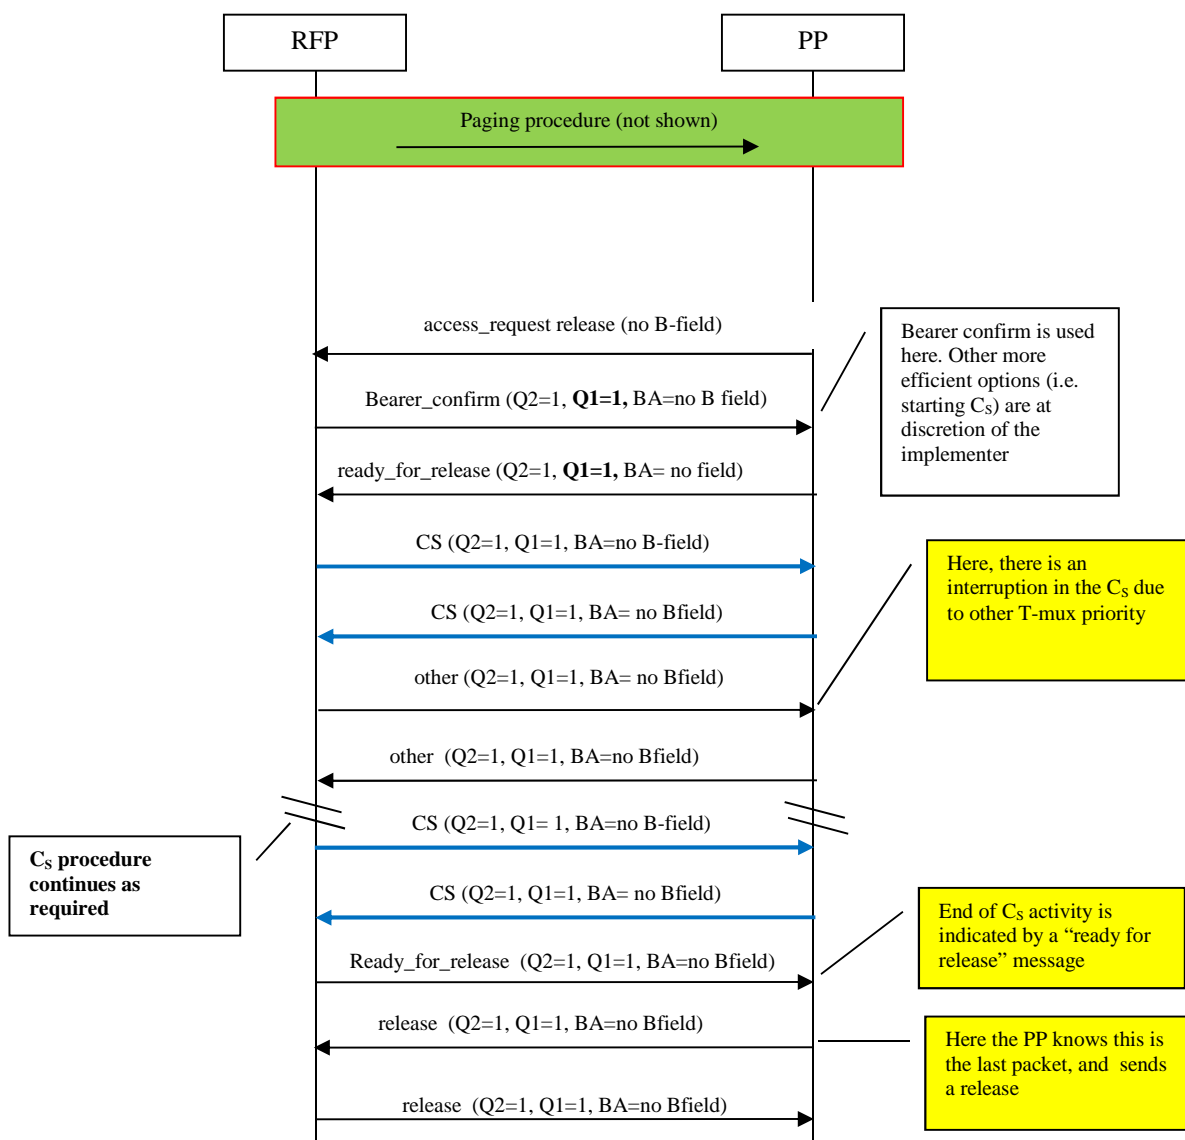 RFP
PP
Paging procedure (not shown)
access_request release (no B-field)
Bearer confirm is used
here. Other more
efficient options (i.e.
starting CS) are at
discretion of the
implementer
Bearer_confirm (Q2=1, Q1=1, BA=no B field)
ready_for_release (Q2=1, Q1=1, BA= no field)
CS (Q2=1, Q1=1, BA=no B-field)
Here, there is an
interruption in the CS due
to other T-mux priority
CS (Q2=1, Q1=1, BA= no Bfield)
other (Q2=1, Q1=1, BA= no Bfield)
other (Q2=1, Q1=1, BA=no Bfield)
CS (Q2=1, Q1= 1, BA=no B-field)
CS procedure
continues as
required
CS (Q2=1, Q1=1, BA= no Bfield)
End of CS activity is
indicated by a “ready for
release” message
Ready_for_release (Q2=1, Q1=1, BA=no Bfield)
release (Q2=1, Q1=1, BA=no Bfield)
Here the PP knows this is
the last packet, and sends
a release
release (Q2=1, Q1=1, BA=no Bfield)